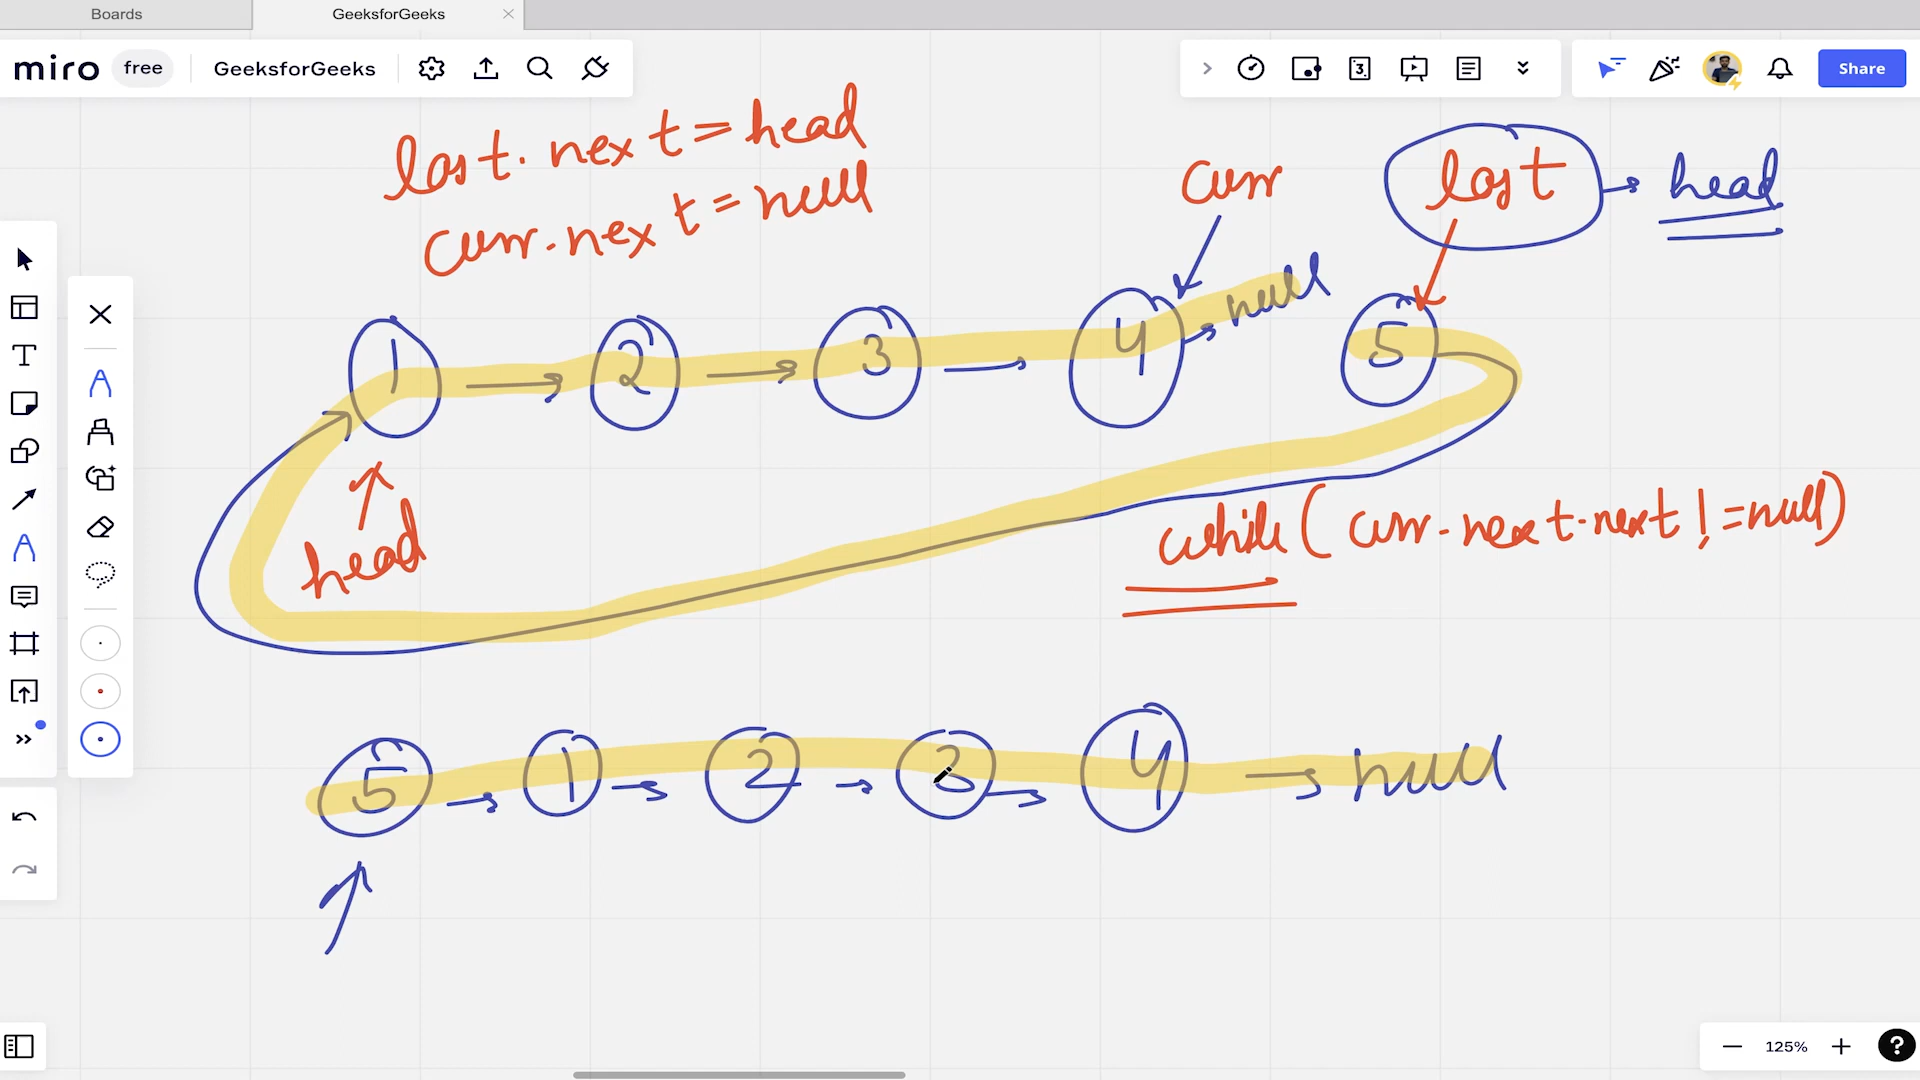 Boards
GeeksforGeeks
miro free GeeksforGeeks
3
Share
last.next = head
curr.next = null
curr
last → head
1 → 2 → 3 → 4 → null 5
head
while (curr.next.next != null)
5 → 1 → 2 → 3 → 4 → null
125%
?